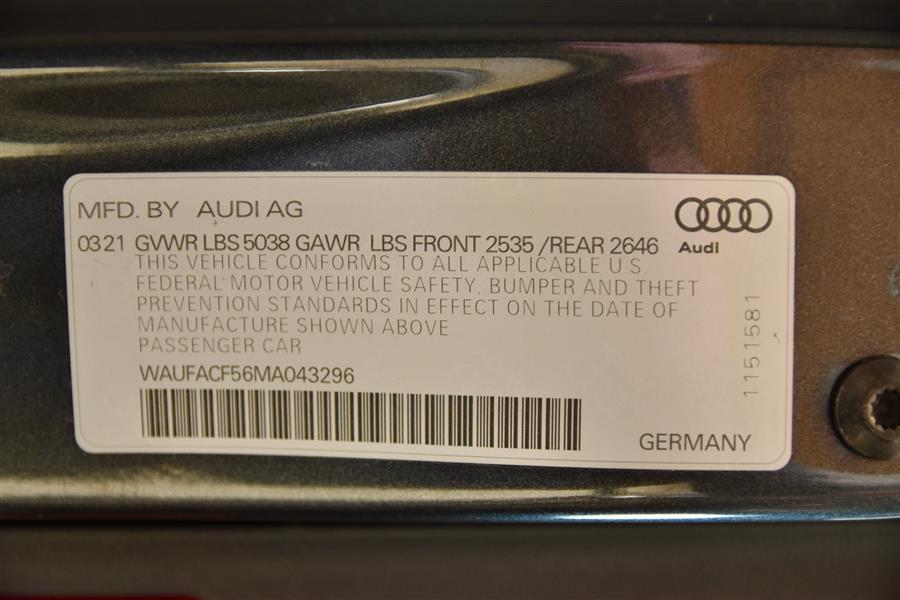 MFD. BY AUDI AG
0321 GVWR LBS 5038 GAWR LBS FRONT 2535 /REAR 2646
THIS VEHICLE CONFORMS TO ALL APPLICABLE U.S.
FEDERAL MOTOR VEHICLE SAFETY, BUMPER AND THEFT
PREVENTION STANDARDS IN EFFECT ON THE DATE OF
MANUFACTURE SHOWN ABOVE
PASSENGER CAR
WAUFACF56MA043296
Audi
1151581
GERMANY